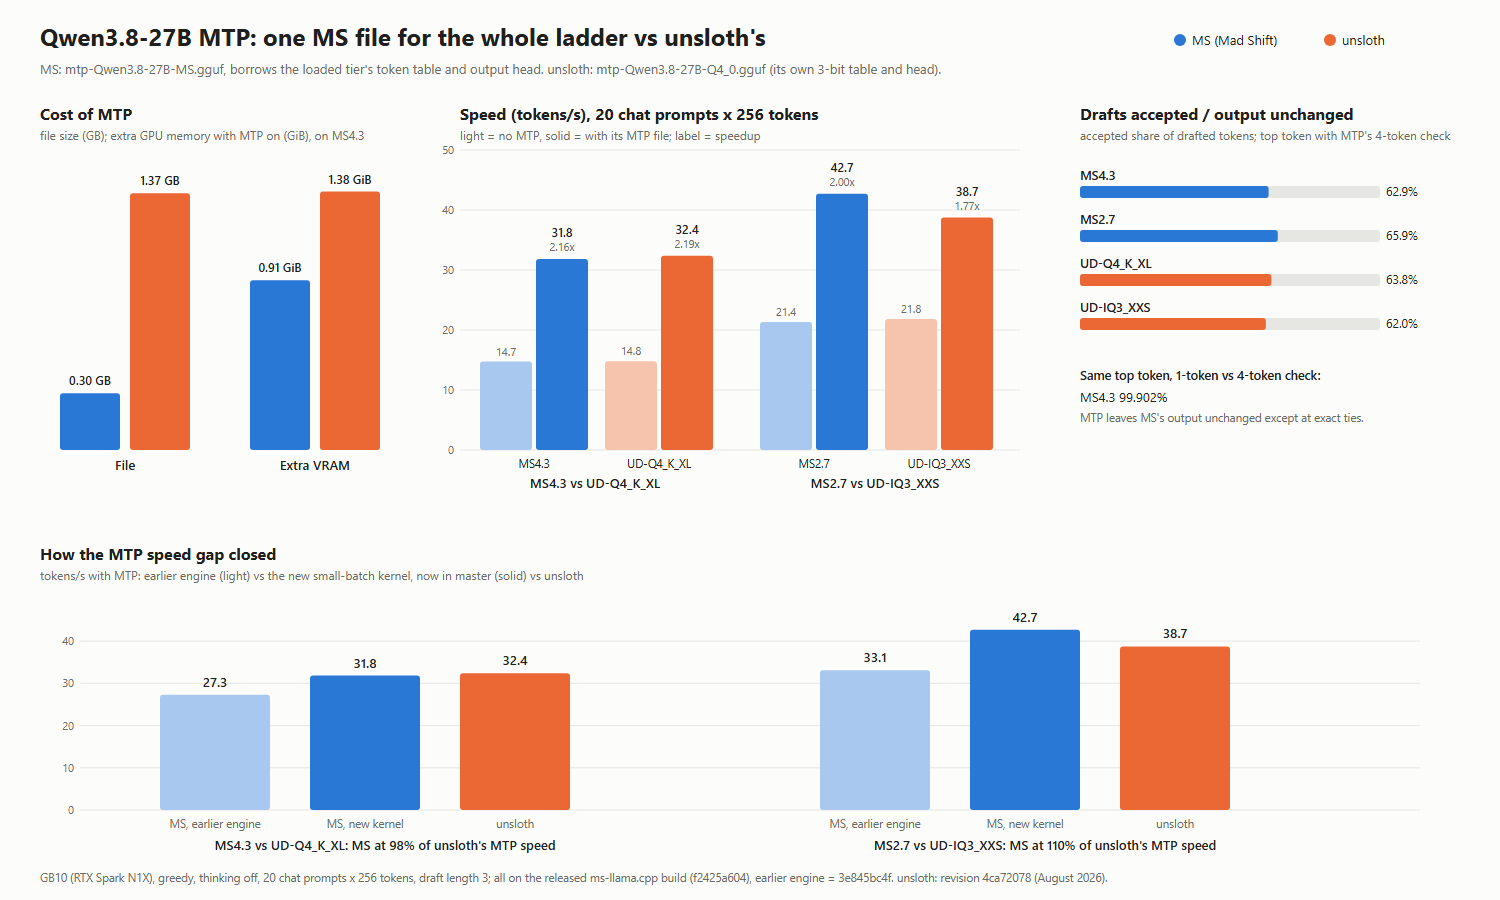 Qwen3.8-27B MTP: one MS file for the whole ladder vs unsloth's
MS (Mad Shift)
unsloth
MS: mtp-Qwen3.8-27B-MS.gguf, borrows the loaded tier's token table and output head. unsloth: mtp-Qwen3.8-27B-Q4_0.gguf (its own 3-bit table and head).
Cost of MTP
file size (GB); extra GPU memory with MTP on (GiB), on MS4.3
0.30 GB
1.37 GB
0.91 GiB
1.38 GiB
File
Extra VRAM
Speed (tokens/s), 20 chat prompts x 256 tokens
light = no MTP, solid = with its MTP file; label = speedup
50
40
30
20
10
0
14.7
31.8
2.16x
14.8
32.4
2.19x
21.4
42.7
2.00x
21.8
38.7
1.77x
MS4.3
UD-Q4_K_XL
MS2.7
UD-IQ3_XXS
MS4.3 vs UD-Q4_K_XL
MS2.7 vs UD-IQ3_XXS
Drafts accepted / output unchanged
accepted share of drafted tokens; top token with MTP's 4-token check
MS4.3
62.9%
MS2.7
65.9%
UD-Q4_K_XL
63.8%
UD-IQ3_XXS
62.0%
Same top token, 1-token vs 4-token check:
MS4.3 99.902%
MTP leaves MS's output unchanged except at exact ties.
How the MTP speed gap closed
tokens/s with MTP: earlier engine (light) vs the new small-batch kernel, now in master (solid) vs unsloth
40
30
20
10
0
27.3
31.8
32.4
33.1
42.7
38.7
MS, earlier engine
MS, new kernel
unsloth
MS, earlier engine
MS, new kernel
unsloth
MS4.3 vs UD-Q4_K_XL: MS at 98% of unsloth's MTP speed
MS2.7 vs UD-IQ3_XXS: MS at 110% of unsloth's MTP speed
GB10 (RTX Spark N1X), greedy, thinking off, 20 chat prompts x 256 tokens, draft length 3; all on the released ms-llama.cpp build (f2425a604), earlier engine = 3e845bc4f. unsloth: revision 4ca72078 (August 2026).